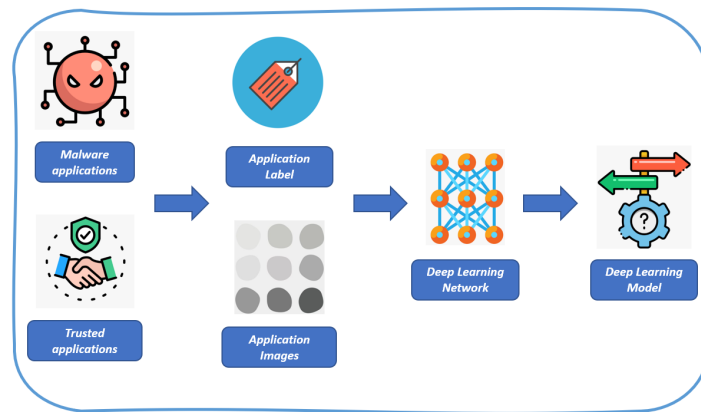 Malware
applications
Application
Label
Trusted
applications
Application
Images
Deep Learning
Network
Deep Learning
Model
?